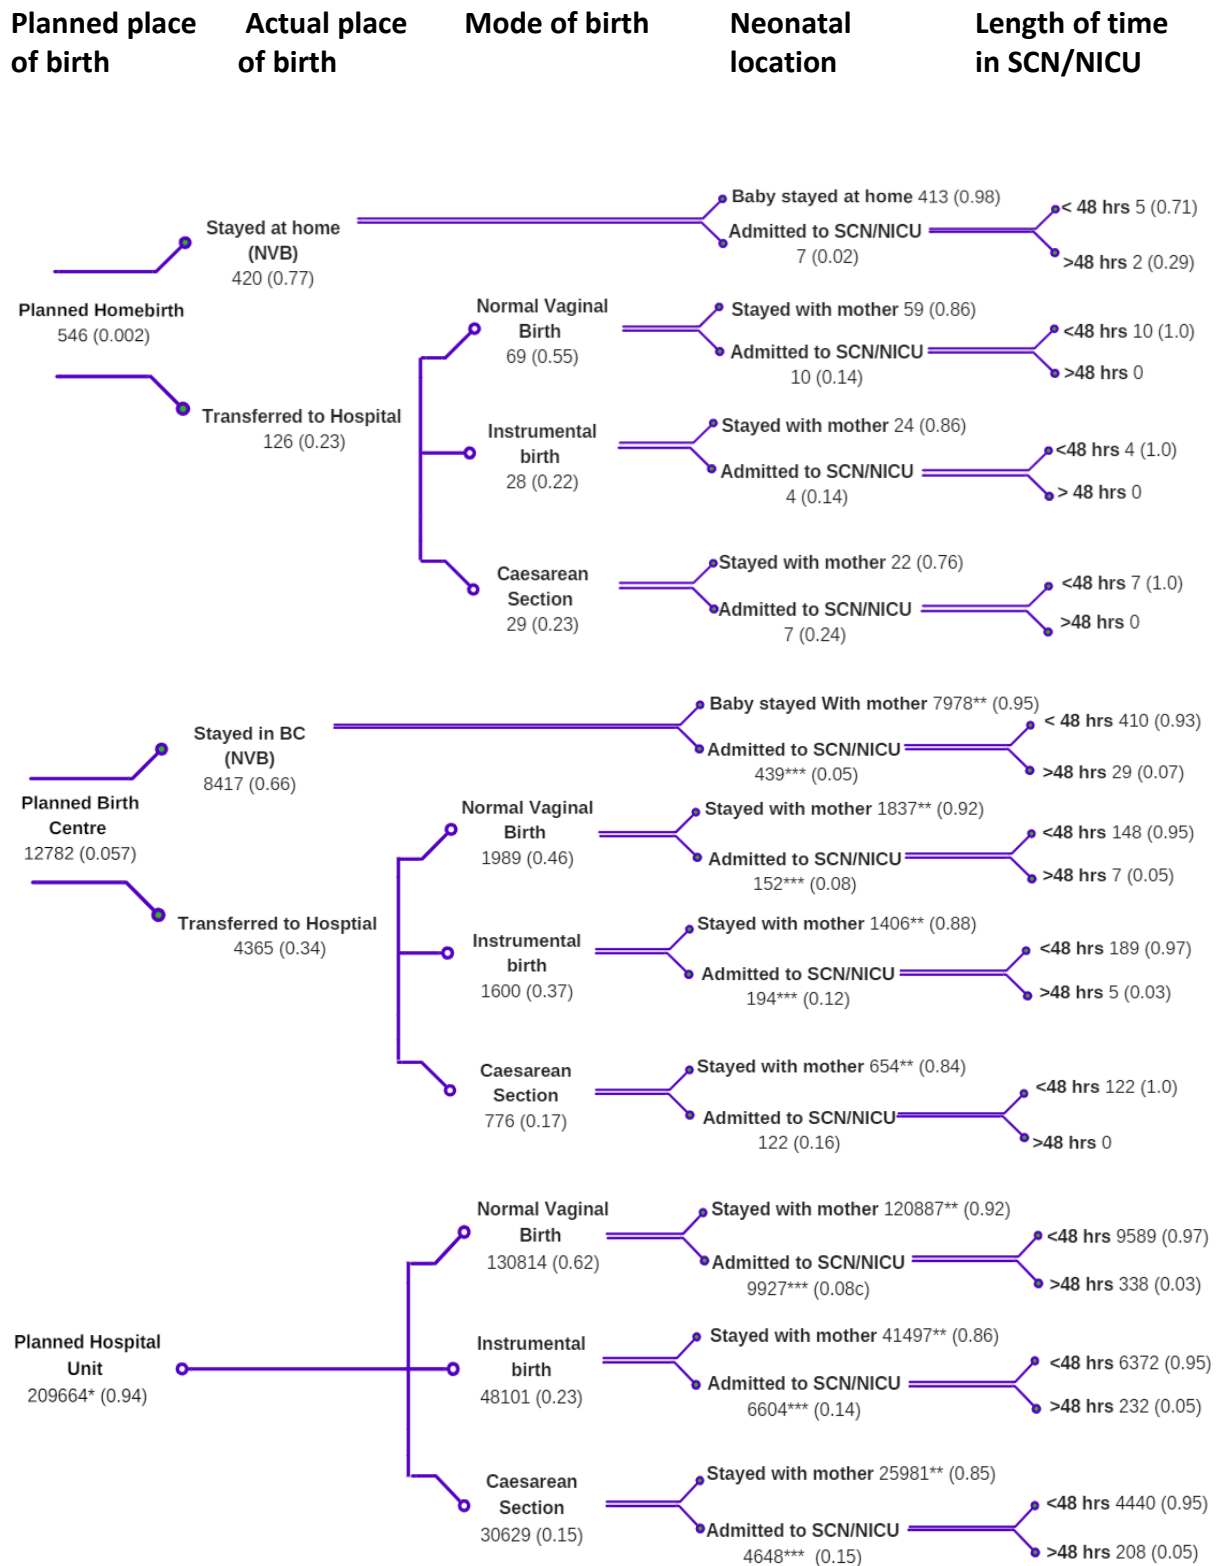 Planned place of birth
Actual place of birth
Mode of birth
Neonatal location
Length of time in SCN/NICU
Baby stayed at home 413 (0.98)
< 48 hrs 5 (0.71)
Stayed at home
(NVB)
420 (0.77)
Admitted to SCN/NICU
7 (0.02)
>48 hrs 2 (0.29)
Planned Homebirth
546 (0.002)
Normal Vaginal
Birth
69 (0.55)
Stayed with mother 59 (0.86)
Admitted to SCN/NICU
10 (0.14)
<48 hrs 10 (1.0)
>48 hrs 0
Transferred to Hospital
126 (0.23)
Instrumental
birth
28 (0.22)
Stayed with mother 24 (0.86)
Admitted to SCN/NICU
4 (0.14)
<48 hrs 4 (1.0)
> 48 hrs 0
Caesarean
Section
29 (0.23)
Stayed with mother 22 (0.76)
Admitted to SCN/NICU
7 (0.24)
<48 hrs 7 (1.0)
>48 hrs 0
Baby stayed With mother 7978** (0.95)
Stayed in BC
(NVB)
8417 (0.66)
Admitted to SCN/NICU
439*** (0.05)
< 48 hrs 410 (0.93)
>48 hrs 29 (0.07)
Planned Birth
Centre
12782 (0.057)
Normal Vaginal
Birth
1989 (0.46)
Stayed with mother 1837** (0.92)
Admitted to SCN/NICU
152*** (0.08)
<48 hrs 148 (0.95)
>48 hrs 7 (0.05)
Transferred to Hosptial
4365 (0.34)
Instrumental
birth
1600 (0.37)
Stayed with mother 1406** (0.88)
Admitted to SCN/NICU
194*** (0.12)
<48 hrs 189 (0.97)
>48 hrs 5 (0.03)
Caesarean
Section
776 (0.17)
Stayed with mother 654** (0.84)
Admitted to SCN/NICU
122 (0.16)
<48 hrs 122 (1.0)
>48 hrs 0
Normal Vaginal
Birth
130814 (0.62)
Stayed with mother 120887** (0.92)
Admitted to SCN/NICU
9927*** (0.08c)
<48 hrs 9589 (0.97)
>48 hrs 338 (0.03)
Planned Hospital
Unit
209664* (0.94)
Instrumental
birth
48101 (0.23)
Stayed with mother 41497** (0.86)
Admitted to SCN/NICU
6604*** (0.14)
<48 hrs 6372 (0.95)
>48 hrs 232 (0.05)
Caesarean
Section
30629 (0.15)
Stayed with mother 25981** (0.85)
Admitted to SCN/NICU
4648*** (0.15)
<48 hrs 4440 (0.95)
>48 hrs 208 (0.05)